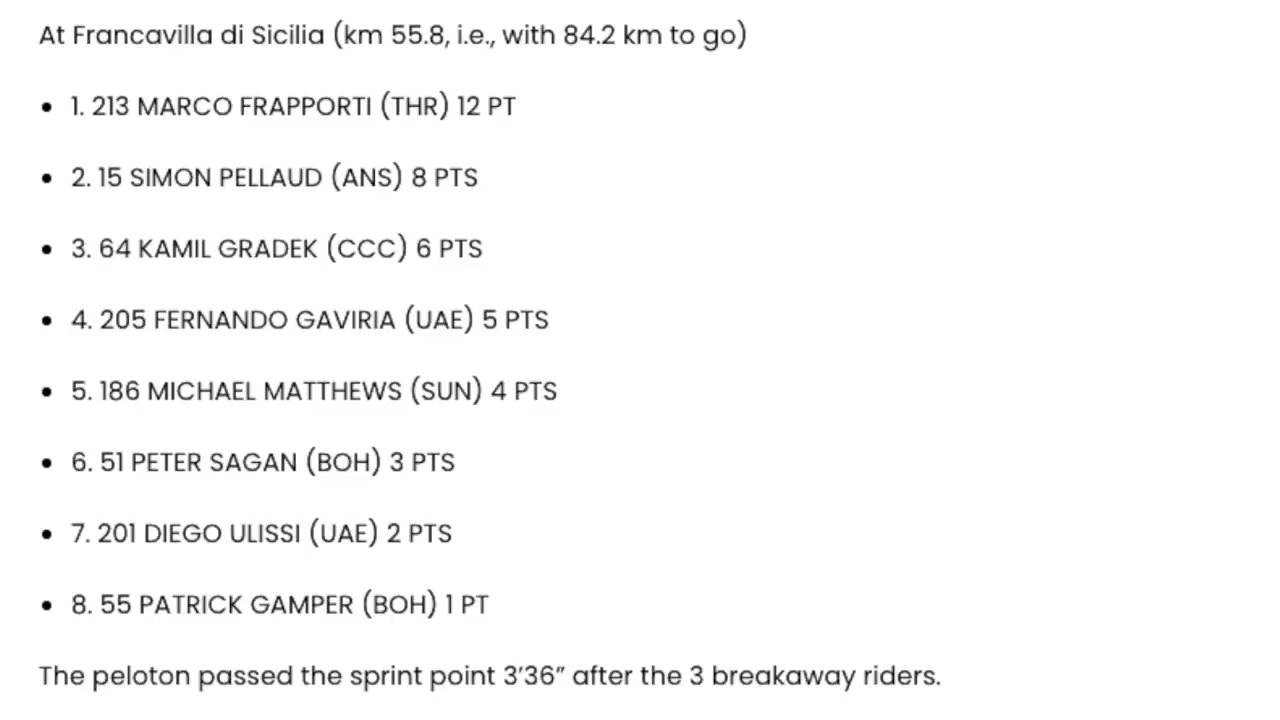 At Francavilla di Sicilia (km 55.8, i.e., with 84.2 km to go)
• 1. 213 MARCO FRAPPORTI (THR) 12 PT
• 2. 15 SIMON PELLAUD (ANS) 8 PTS
• 3. 64 KAMIL GRADEK (CCC) 6 PTS
• 4. 205 FERNANDO GAVIRIA (UAE) 5 PTS
• 5. 186 MICHAEL MATTHEWS (SUN) 4 PTS
• 6. 51 PETER SAGAN (BOH) 3 PTS
• 7. 201 DIEGO ULISSI (UAE) 2 PTS
• 8. 55 PATRICK GAMPER (BOH) 1 PT
The peloton passed the sprint point 3’36” after the 3 breakaway riders.